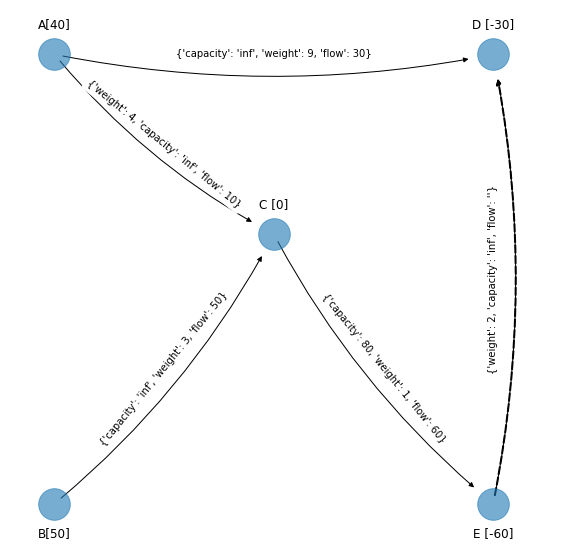 A[40]
D [-30]
{'capacity': 'inf', 'weight': 9, 'flow': 30}
{'weight': 4, 'capacity': 'inf', 'flow': 10}
C [0]
{'weight': 2, 'capacity': 'inf', 'flow': ''}
{'capacity': 'inf', 'weight': 3, 'flow': 50}
{'capacity': 80, 'weight': 1, 'flow': 60}
B[50]
E [-60]